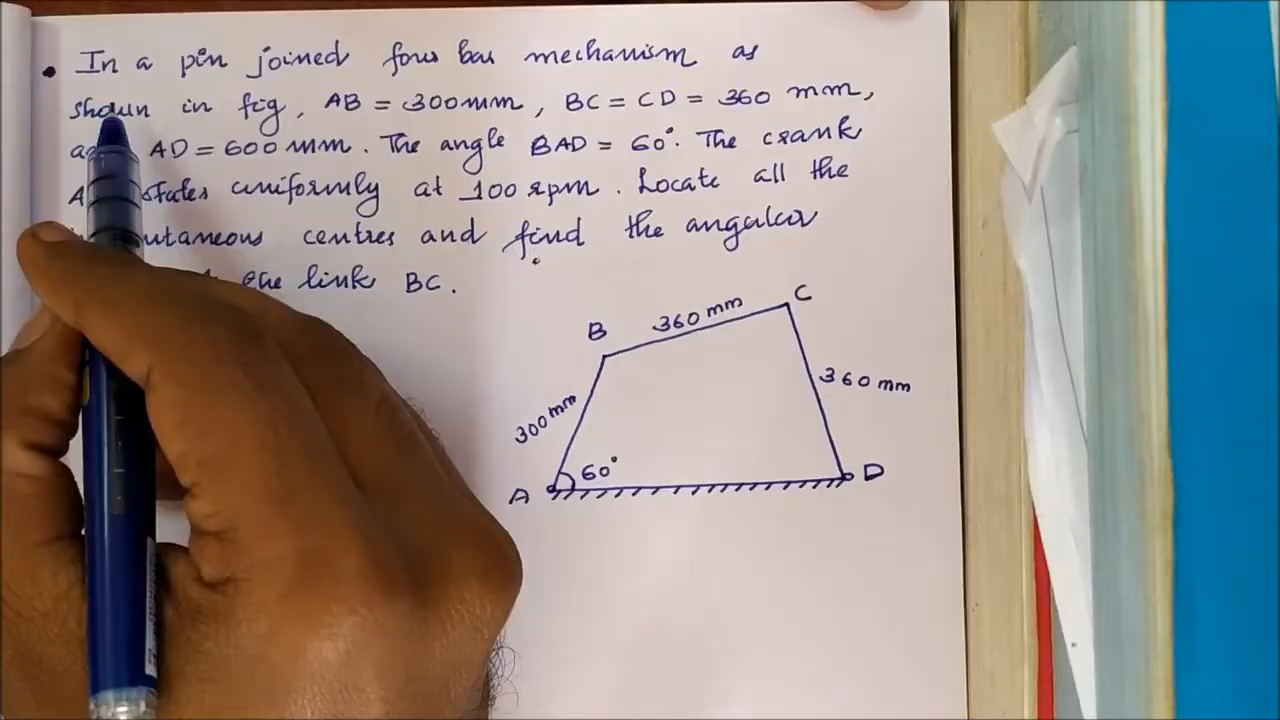 In a pin joined four bar mechanism as
shown in fig, AB = 300mm, BC = CD = 360 mm,
AD = 600 mm. The angle BAD = 60°. The crank
uniformly at 100 rpm. Locate all the
centres and find the angular
link BC.
B
360 mm
C
300 mm
360 mm
60°
A
D